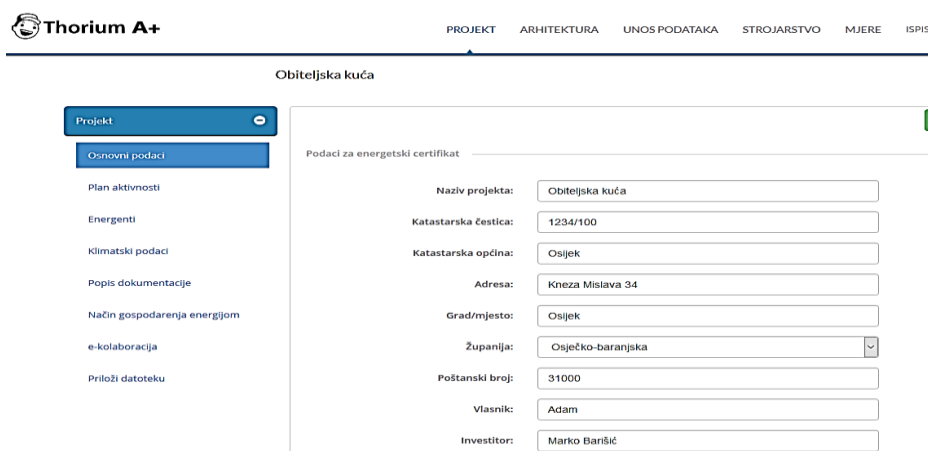 Thorium A+
PROJEKT ARHITEKTURA UNOS PODATAKA STROJARSTVO MJERE ISPIS
Obiteljska kuća
Projekt
Osnovni podaci
Plan aktivnosti
Energenti
Klimatski podaci
Popis dokumentacije
Način gospodarenja energijom
e-kolaboracija
Priloži datoteku
Podaci za energetski certifikat
Naziv projekta: Obiteljska kuća
Katastarska čestica: 1234/100
Katastarska općina: Osijek
Adresa: Kneza Mislava 34
Grad/mjesto: Osijek
Županija: Osječko-baranjska
Poštanski broj: 31000
Vlasnik: Adam
Investitor: Marko Barišić